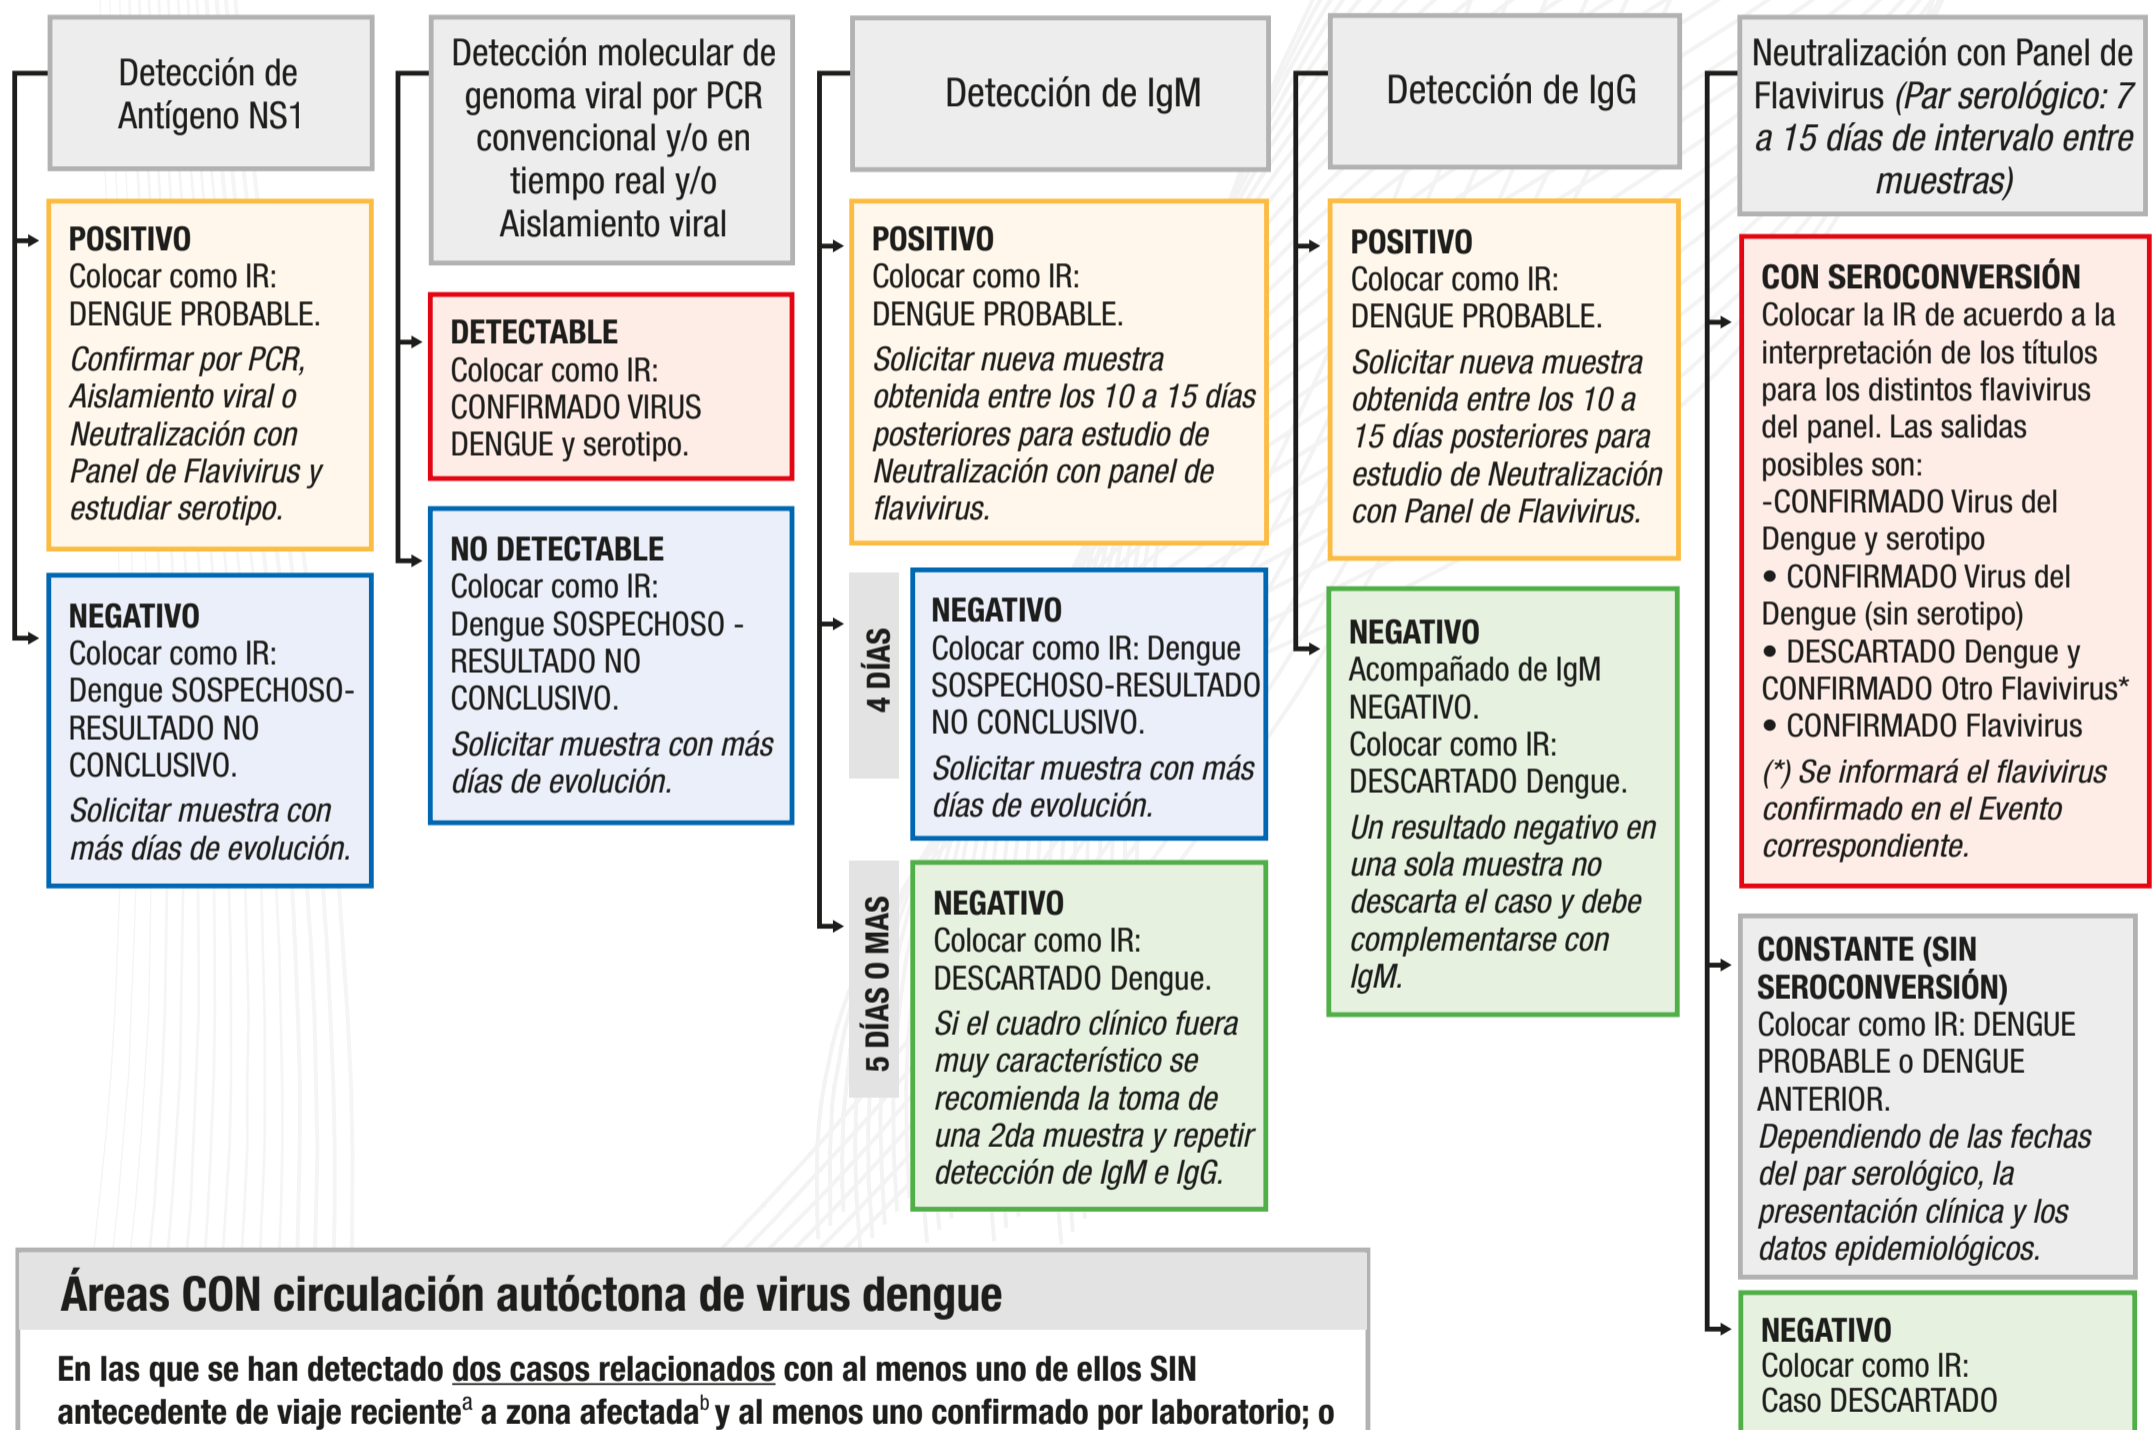 Detección de
Antígeno NS1
POSITIVO
Colocar como IR:
DENGUE PROBABLE.
Confirmar por PCR,
Aislamiento viral o
Neutralización con
Panel de Flavivirus y
estudiar serotipo.
NEGATIVO
Colocar como IR:
Dengue SOSPECHOSO-
RESULTADO NO
CONCLUSIVO.
Solicitar muestra con
más días de evolución.
Detección molecular de
genoma viral por PCR
convencional y/o en
tiempo real y/o
Aislamiento viral
DETECTABLE
Colocar como IR:
CONFIRMADO VIRUS
DENGUE y serotipo.
NO DETECTABLE
Colocar como IR:
Dengue SOSPECHOSO -
RESULTADO NO
CONCLUSIVO.
Solicitar muestra con más
días de evolución.
Detección de IgM
POSITIVO
Colocar como IR:
DENGUE PROBABLE.
Solicitar nueva muestra
obtenida entre los 10 a 15 días
posteriores para estudio de
Neutralización con panel de
flavivirus.
4 DÍAS
NEGATIVO
Colocar como IR: Dengue
SOSPECHOSO-RESULTADO
NO CONCLUSIVO.
Solicitar muestra con más
días de evolución.
5 DÍAS O MAS
NEGATIVO
Colocar como IR:
DESCARTADO Dengue.
Si el cuadro clínico fuera
muy característico se
recomienda la toma de
una 2da muestra y repetir
detección de IgM e IgG.
Detección de IgG
POSITIVO
Colocar como IR:
DENGUE PROBABLE.
Solicitar nueva muestra
obtenida entre los 10 a
15 días posteriores para
estudio de Neutralización
con Panel de Flavivirus.
NEGATIVO
Acompañado de IgM
NEGATIVO.
Colocar como IR:
DESCARTADO Dengue.
Un resultado negativo en
una sola muestra no
descarta el caso y debe
complementarse con
IgM.
Neutralización con Panel de
Flavivirus (Par serológico: 7
a 15 días de intervalo entre
muestras)
CON SEROCONVERSIÓN
Colocar la IR de acuerdo a la
interpretación de los títulos
para los distintos flavivirus
del panel. Las salidas
posibles son:
-CONFIRMADO Virus del
Dengue y serotipo
• CONFIRMADO Virus del
Dengue (sin serotipo)
• DESCARTADO Dengue y
CONFIRMADO Otro Flavivirus*
• CONFIRMADO Flavivirus
(*) Se informará el flavivirus
confirmado en el Evento
correspondiente.
CONSTANTE (SIN
SEROCONVERSIÓN)
Colocar como IR: DENGUE
PROBABLE o DENGUE
ANTERIOR.
Dependiendo de las fechas
del par serológico, la
presentación clínica y los
datos epidemiológicos.
NEGATIVO
Colocar como IR:
Caso DESCARTADO
Áreas CON circulación autóctona de virus dengue
En las que se han detectado dos casos relacionados con al menos uno de ellos SIN
antecedente de viaje reciente^a a zona afectada^b y al menos uno confirmado por laboratorio; o